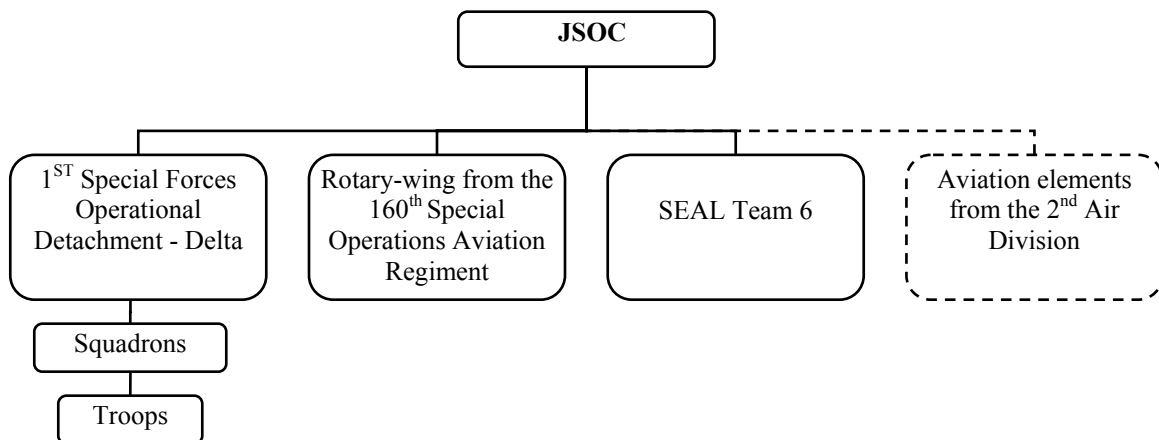 JSOC
1ST Special Forces
Operational
Detachment - Delta
Rotary-wing from the
160th Special
Operations Aviation
Regiment
SEAL Team 6
Aviation elements
from the 2nd Air
Division
Squadrons
Troops